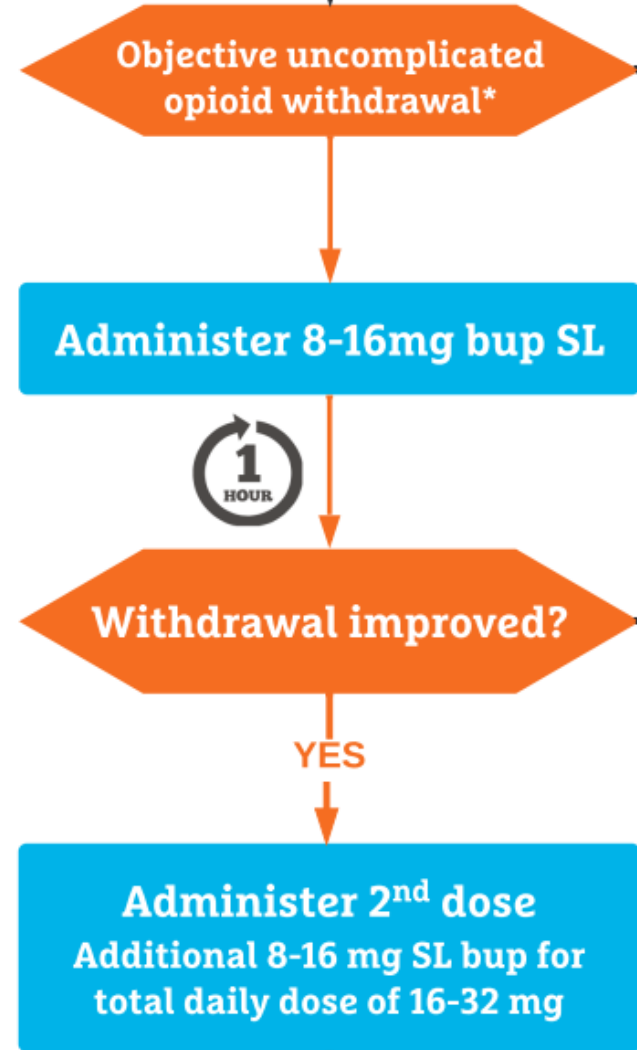 Objective uncomplicated
opioid withdrawal*
Administer 8-16mg bup SL
1
HOUR
Withdrawal improved?
YES
Administer 2nd dose
Additional 8-16 mg SL bup for
total daily dose of 16-32 mg